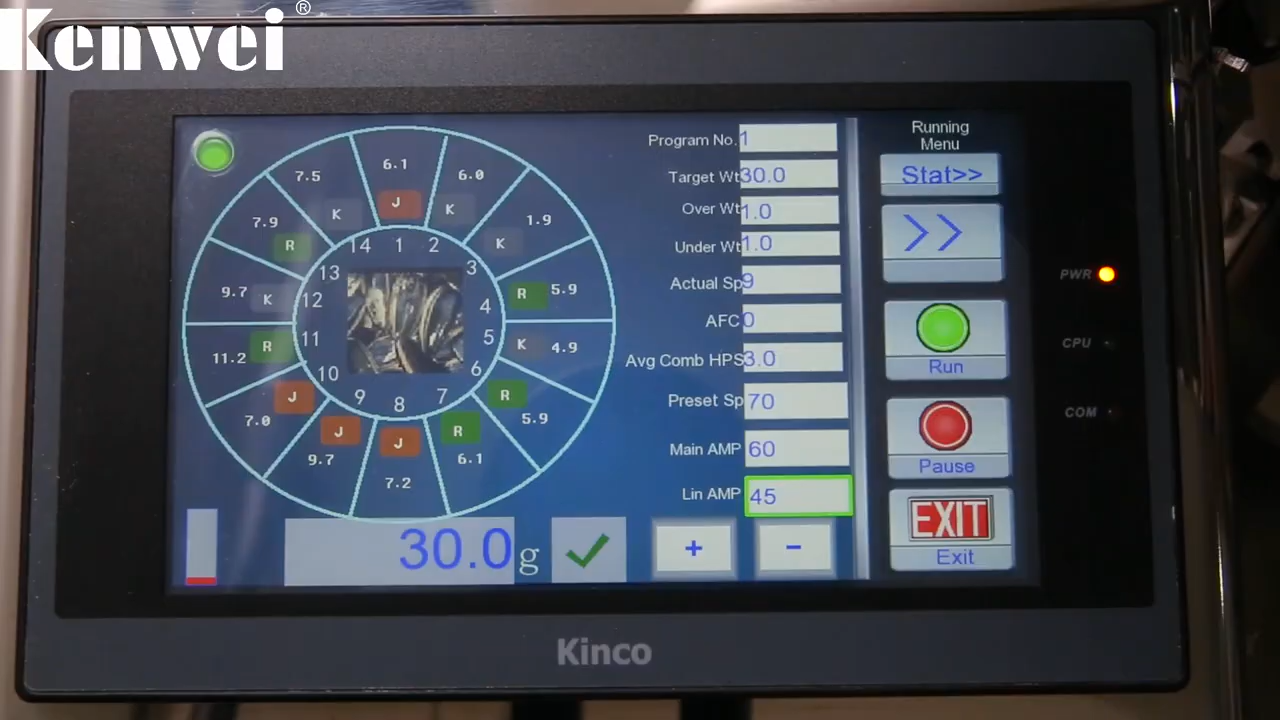 Kenwei®
Running
Menu
Program No. 1
Target Wt 30.0
Over Wt 1.0
Under Wt 1.0
Actual Sp 9
AFC 0
Avg Comb HPS 3.0
Preset Sp 70
Main AMP 60
Lin AMP 45
Stat>>
>>
Run
Pause
EXIT
Exit
6.1 J 1
6.0 K 2
1.9 K 3
R 5.9 4
K 4.9 5
R 5.9 6
R 6.1 7
J 7.2 8
J 9.7 9
J 7.0 10
11.2 R 11
9.7 K 12
7.9 R 13
7.5 K 14
30.0 g
+
-
PWR
CPU
COM
Kinco